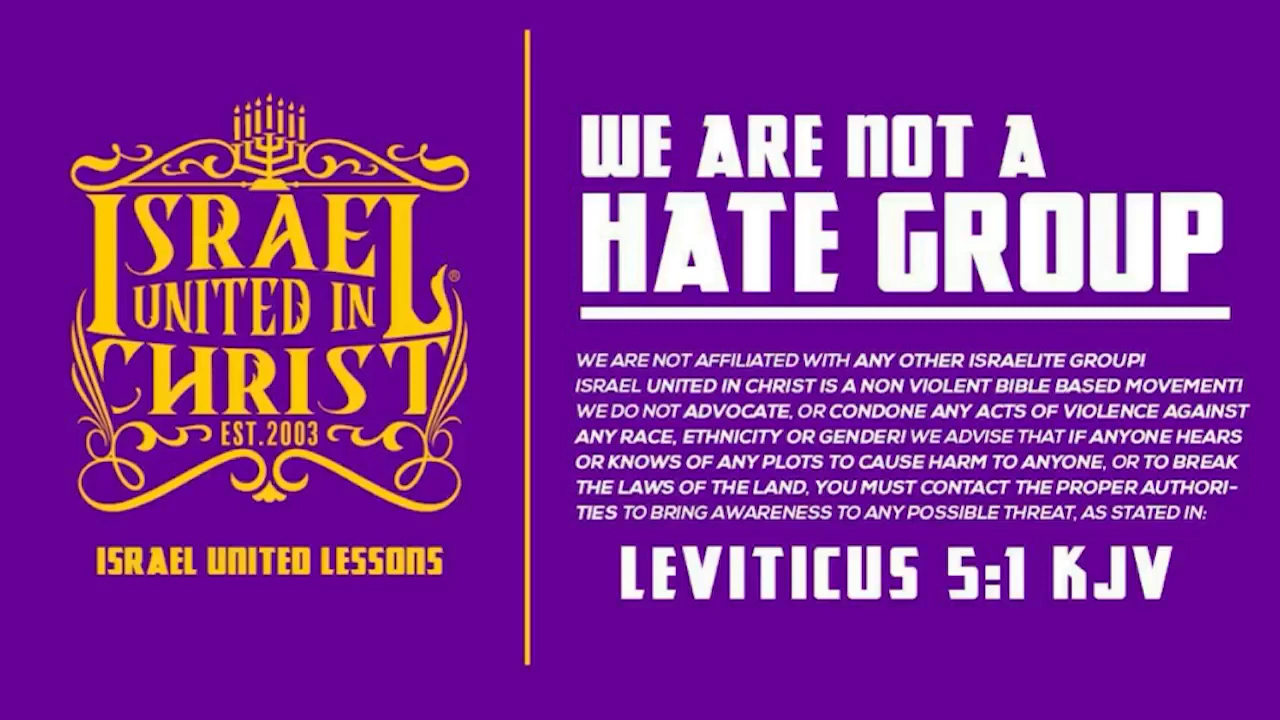 ISRAEL
UNITED IN
CHRIST
®
EST.2003
ISRAEL UNITED LESSONS
WE ARE NOT A
HATE GROUP
WE ARE NOT AFFILIATED WITH ANY OTHER ISRAELITE GROUP!
ISRAEL UNITED IN CHRIST IS A NON VIOLENT BIBLE BASED MOVEMENT!
WE DO NOT ADVOCATE, OR CONDONE ANY ACTS OF VIOLENCE AGAINST
ANY RACE, ETHNICITY OR GENDER! WE ADVISE THAT IF ANYONE HEARS
OR KNOWS OF ANY PLOTS TO CAUSE HARM TO ANYONE, OR TO BREAK
THE LAWS OF THE LAND, YOU MUST CONTACT THE PROPER AUTHORI-
TIES TO BRING AWARENESS TO ANY POSSIBLE THREAT, AS STATED IN:
LEVITICUS 5:1 KJV